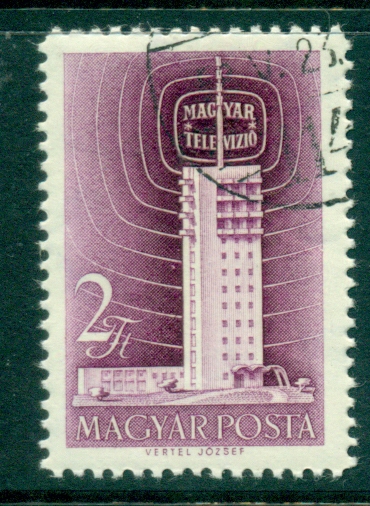 MAGYAR
TELEVIZIÓ
2 Ft
MAGYAR POSTA
VERTEL JÓZSEF